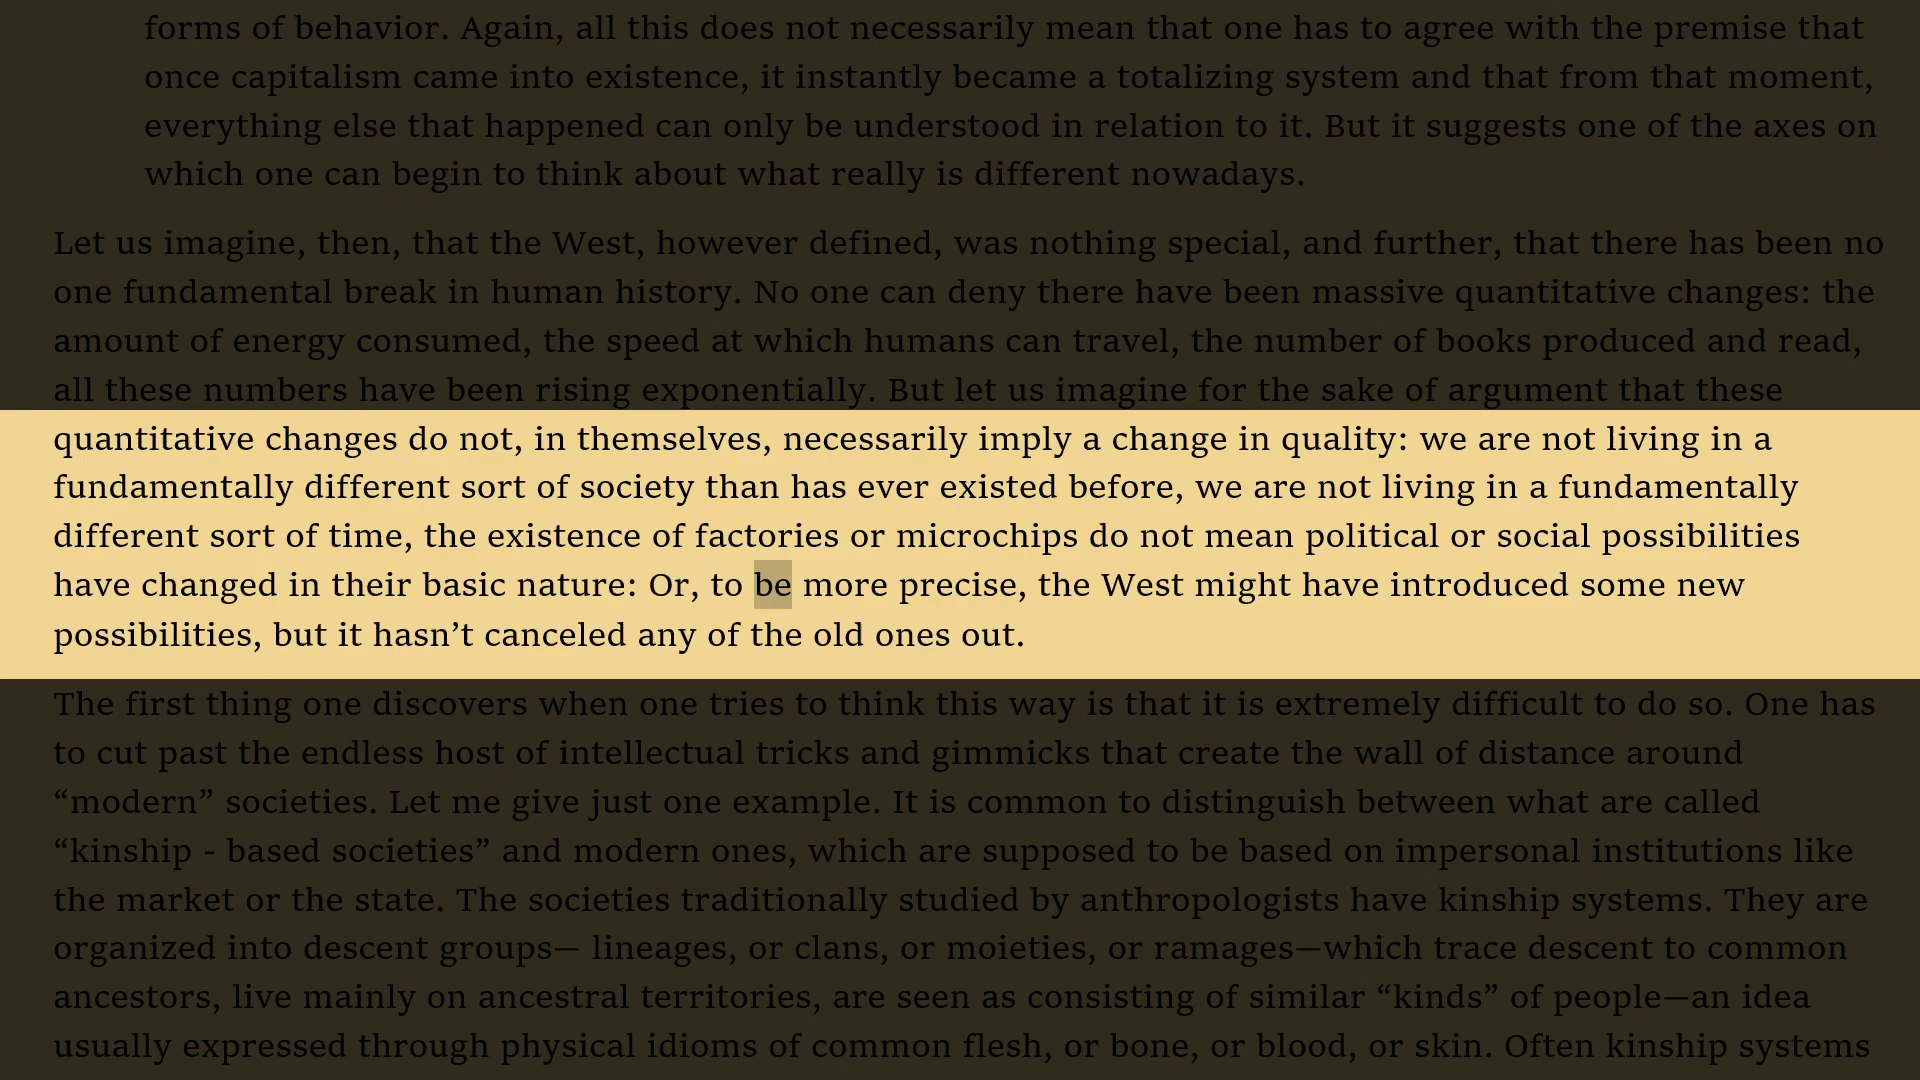 forms of behavior. Again, all this does not necessarily mean that one has to agree with the premise that
once capitalism came into existence, it instantly became a totalizing system and that from that moment,
everything else that happened can only be understood in relation to it. But it suggests one of the axes on
which one can begin to think about what really is different nowadays.
Let us imagine, then, that the West, however defined, was nothing special, and further, that there has been no
one fundamental break in human history. No one can deny there have been massive quantitative changes: the
amount of energy consumed, the speed at which humans can travel, the number of books produced and read,
all these numbers have been rising exponentially. But let us imagine for the sake of argument that these
quantitative changes do not, in themselves, necessarily imply a change in quality: we are not living in a
fundamentally different sort of society than has ever existed before, we are not living in a fundamentally
different sort of time, the existence of factories or microchips do not mean political or social possibilities
have changed in their basic nature: Or, to be more precise, the West might have introduced some new
possibilities, but it hasn’t canceled any of the old ones out.
The first thing one discovers when one tries to think this way is that it is extremely difficult to do so. One has
to cut past the endless host of intellectual tricks and gimmicks that create the wall of distance around
“modern” societies. Let me give just one example. It is common to distinguish between what are called
“kinship - based societies” and modern ones, which are supposed to be based on impersonal institutions like
the market or the state. The societies traditionally studied by anthropologists have kinship systems. They are
organized into descent groups— lineages, or clans, or moieties, or ramages—which trace descent to common
ancestors, live mainly on ancestral territories, are seen as consisting of similar “kinds” of people—an idea
usually expressed through physical idioms of common flesh, or bone, or blood, or skin. Often kinship systems